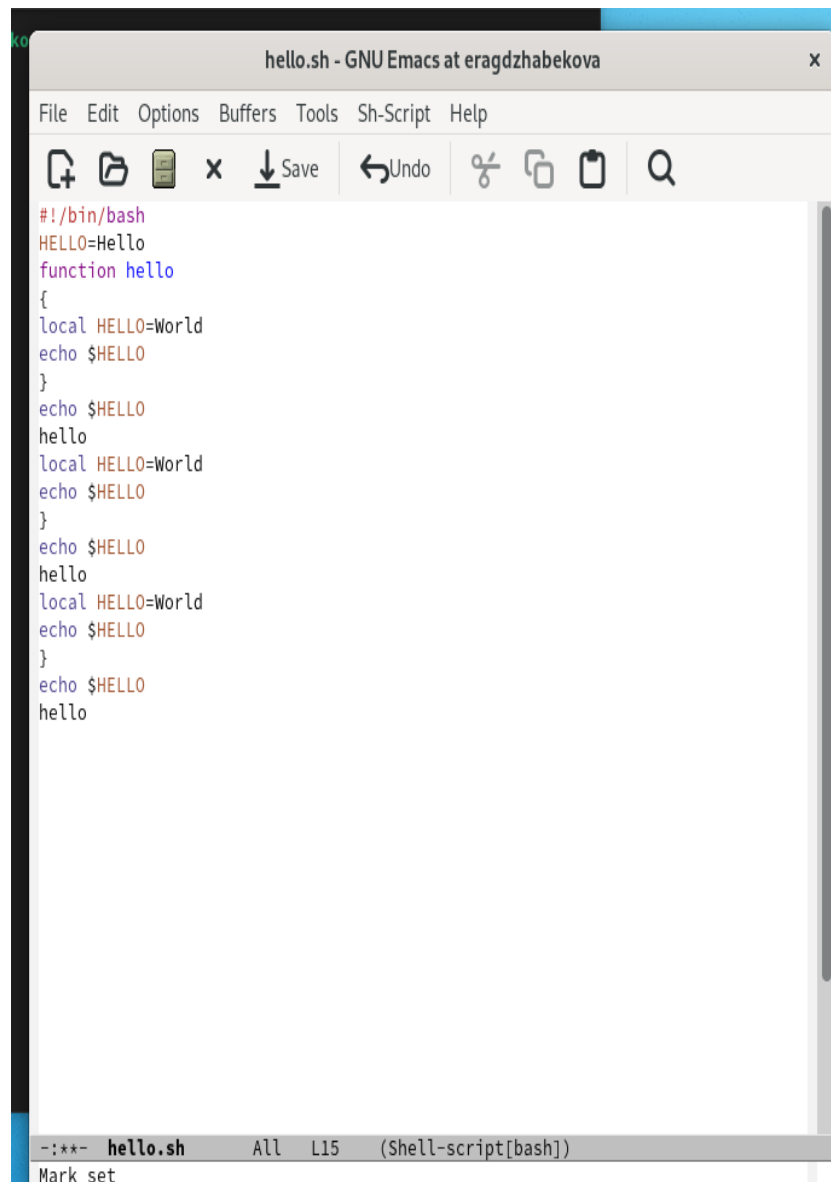 ko
hello.sh - GNU Emacs at eragdzhabekova x
File Edit Options Buffers Tools Sh-Script Help
Save Undo
#!/bin/bash
HELLO=Hello
function hello
{
local HELLO=World
echo $HELLO
}
echo $HELLO
hello
local HELLO=World
echo $HELLO
}
echo $HELLO
hello
local HELLO=World
echo $HELLO
}
echo $HELLO
hello
-:**- hello.sh All L15 (Shell-script[bash])
Mark set